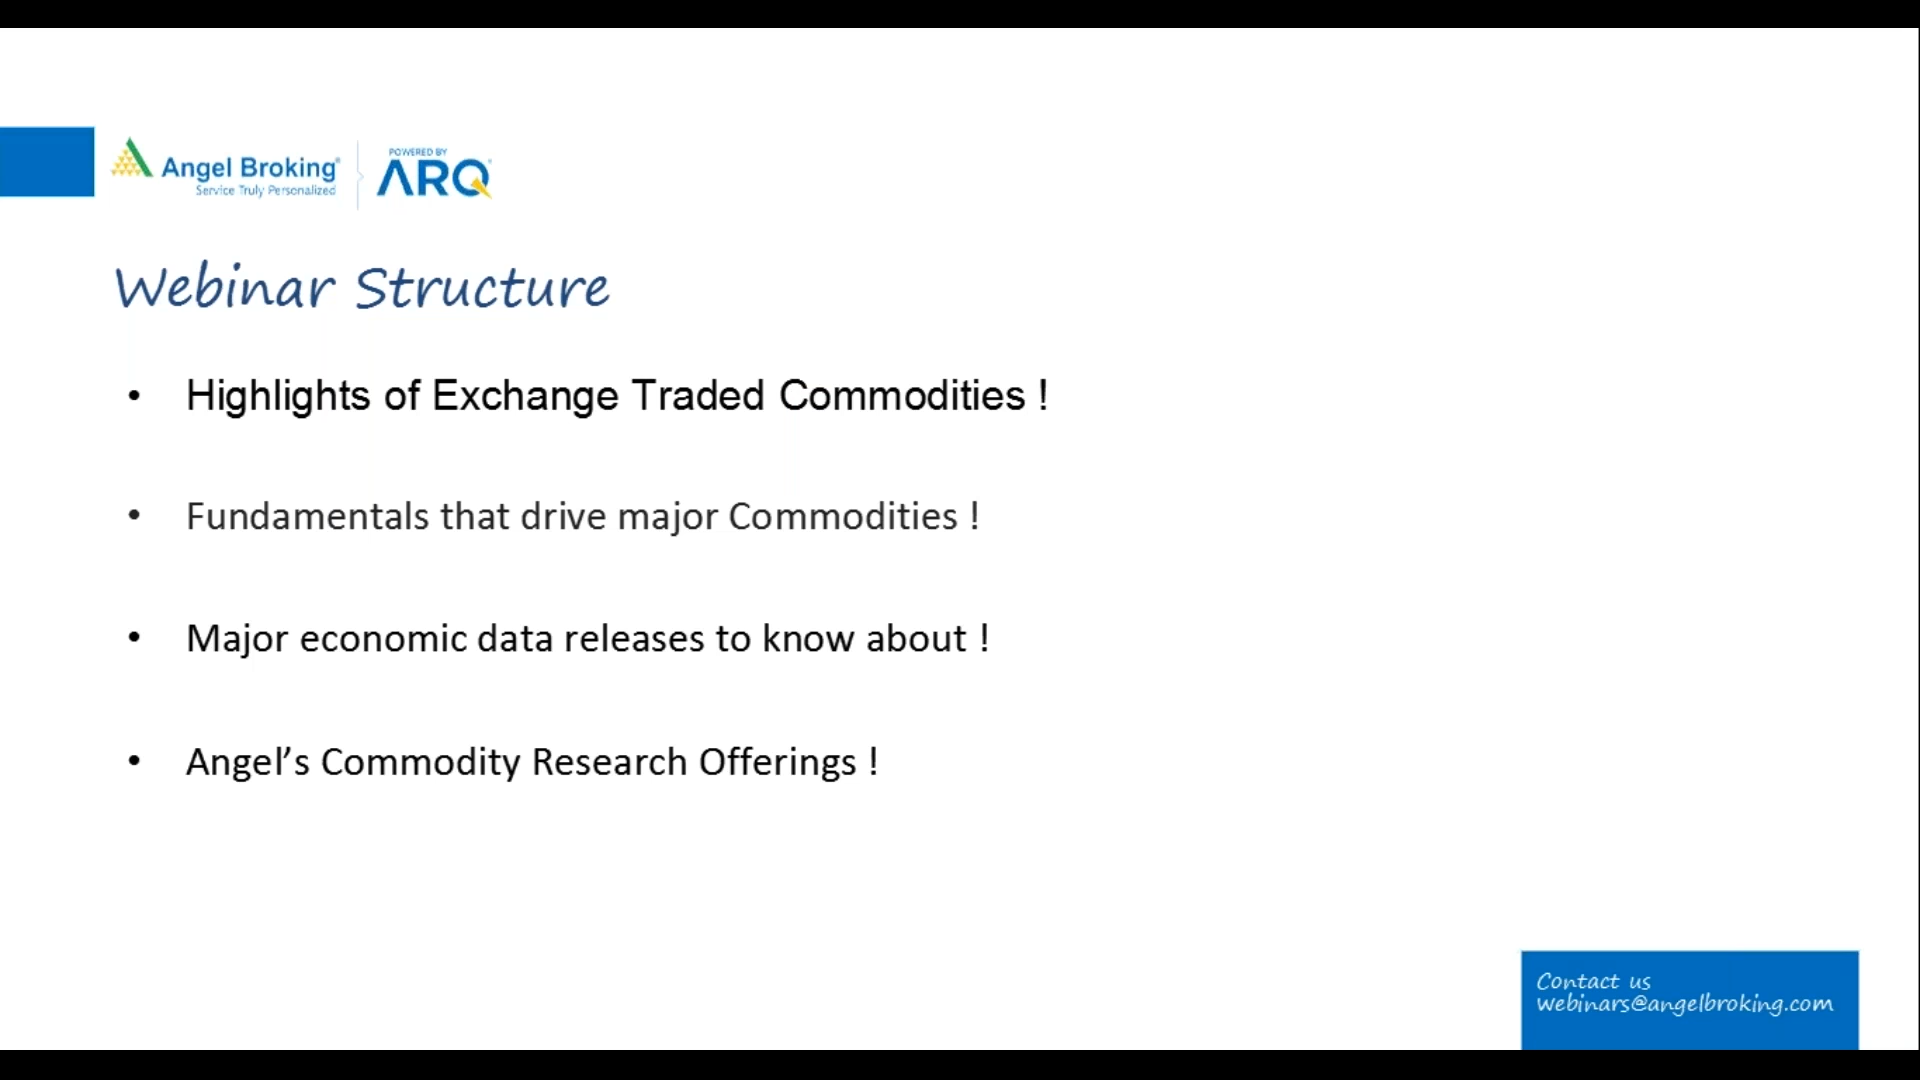 Angel Broking®
Service Truly Personalized
POWERED BY
ARQ
Webinar Structure
• Highlights of Exchange Traded Commodities !
• Fundamentals that drive major Commodities !
• Major economic data releases to know about !
• Angel’s Commodity Research Offerings !
Contact us
webinars@angelbroking.com